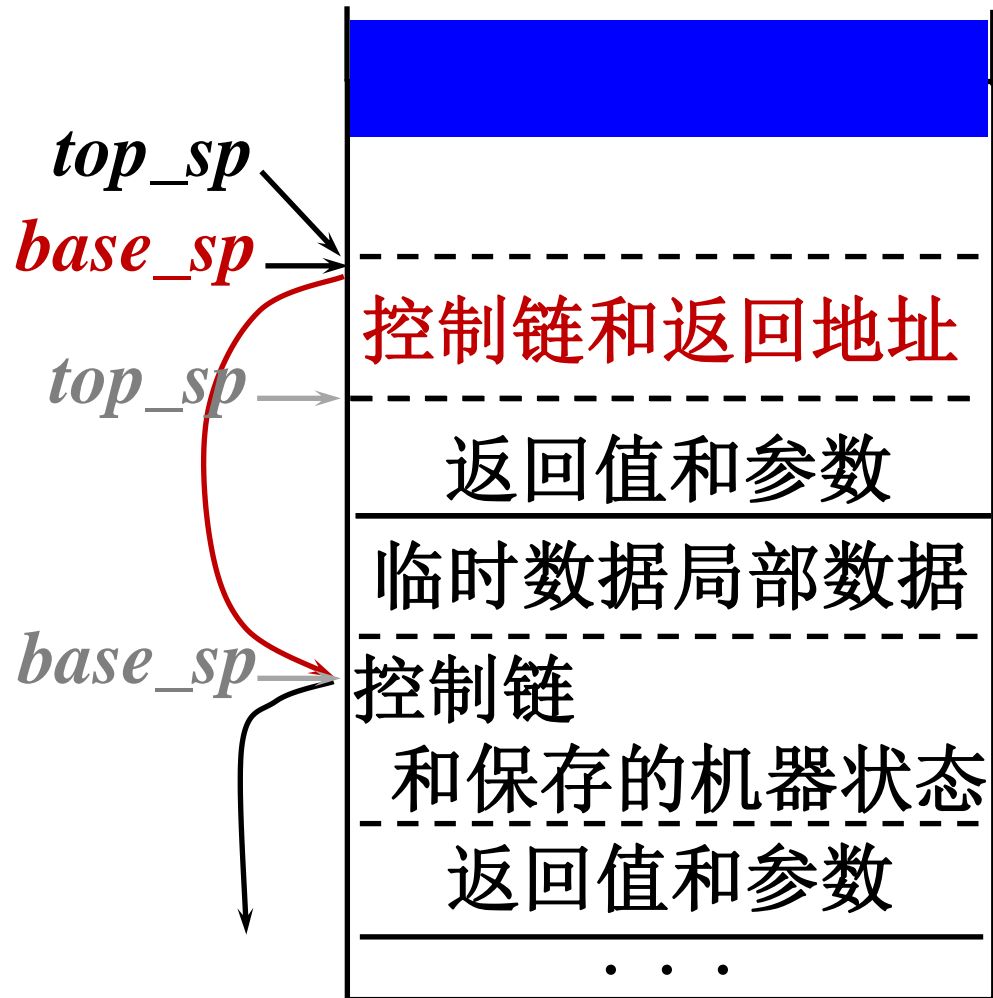 top_sp
base_sp
控制链和返回地址
top_sp
返回值和参数
临时数据局部数据
base_sp
控制链
和保存的机器状态
返回值和参数
. . .